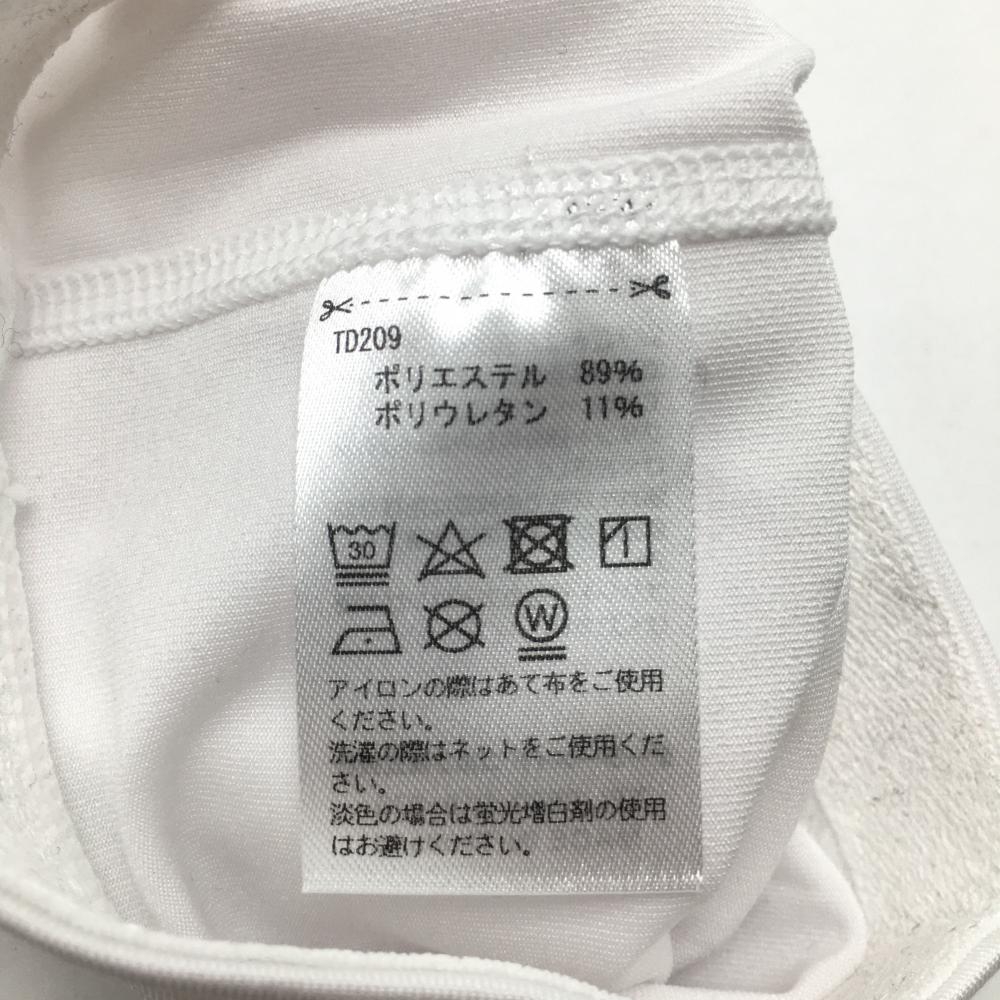 TD209
ポリエステル 89%
ポリウレタン 11%
30
W
アイロンの際はあて布をご使用
ください。
洗濯の際はネットをご使用くだ
さい。
淡色の場合は蛍光増白剤の使用
はお避けください。